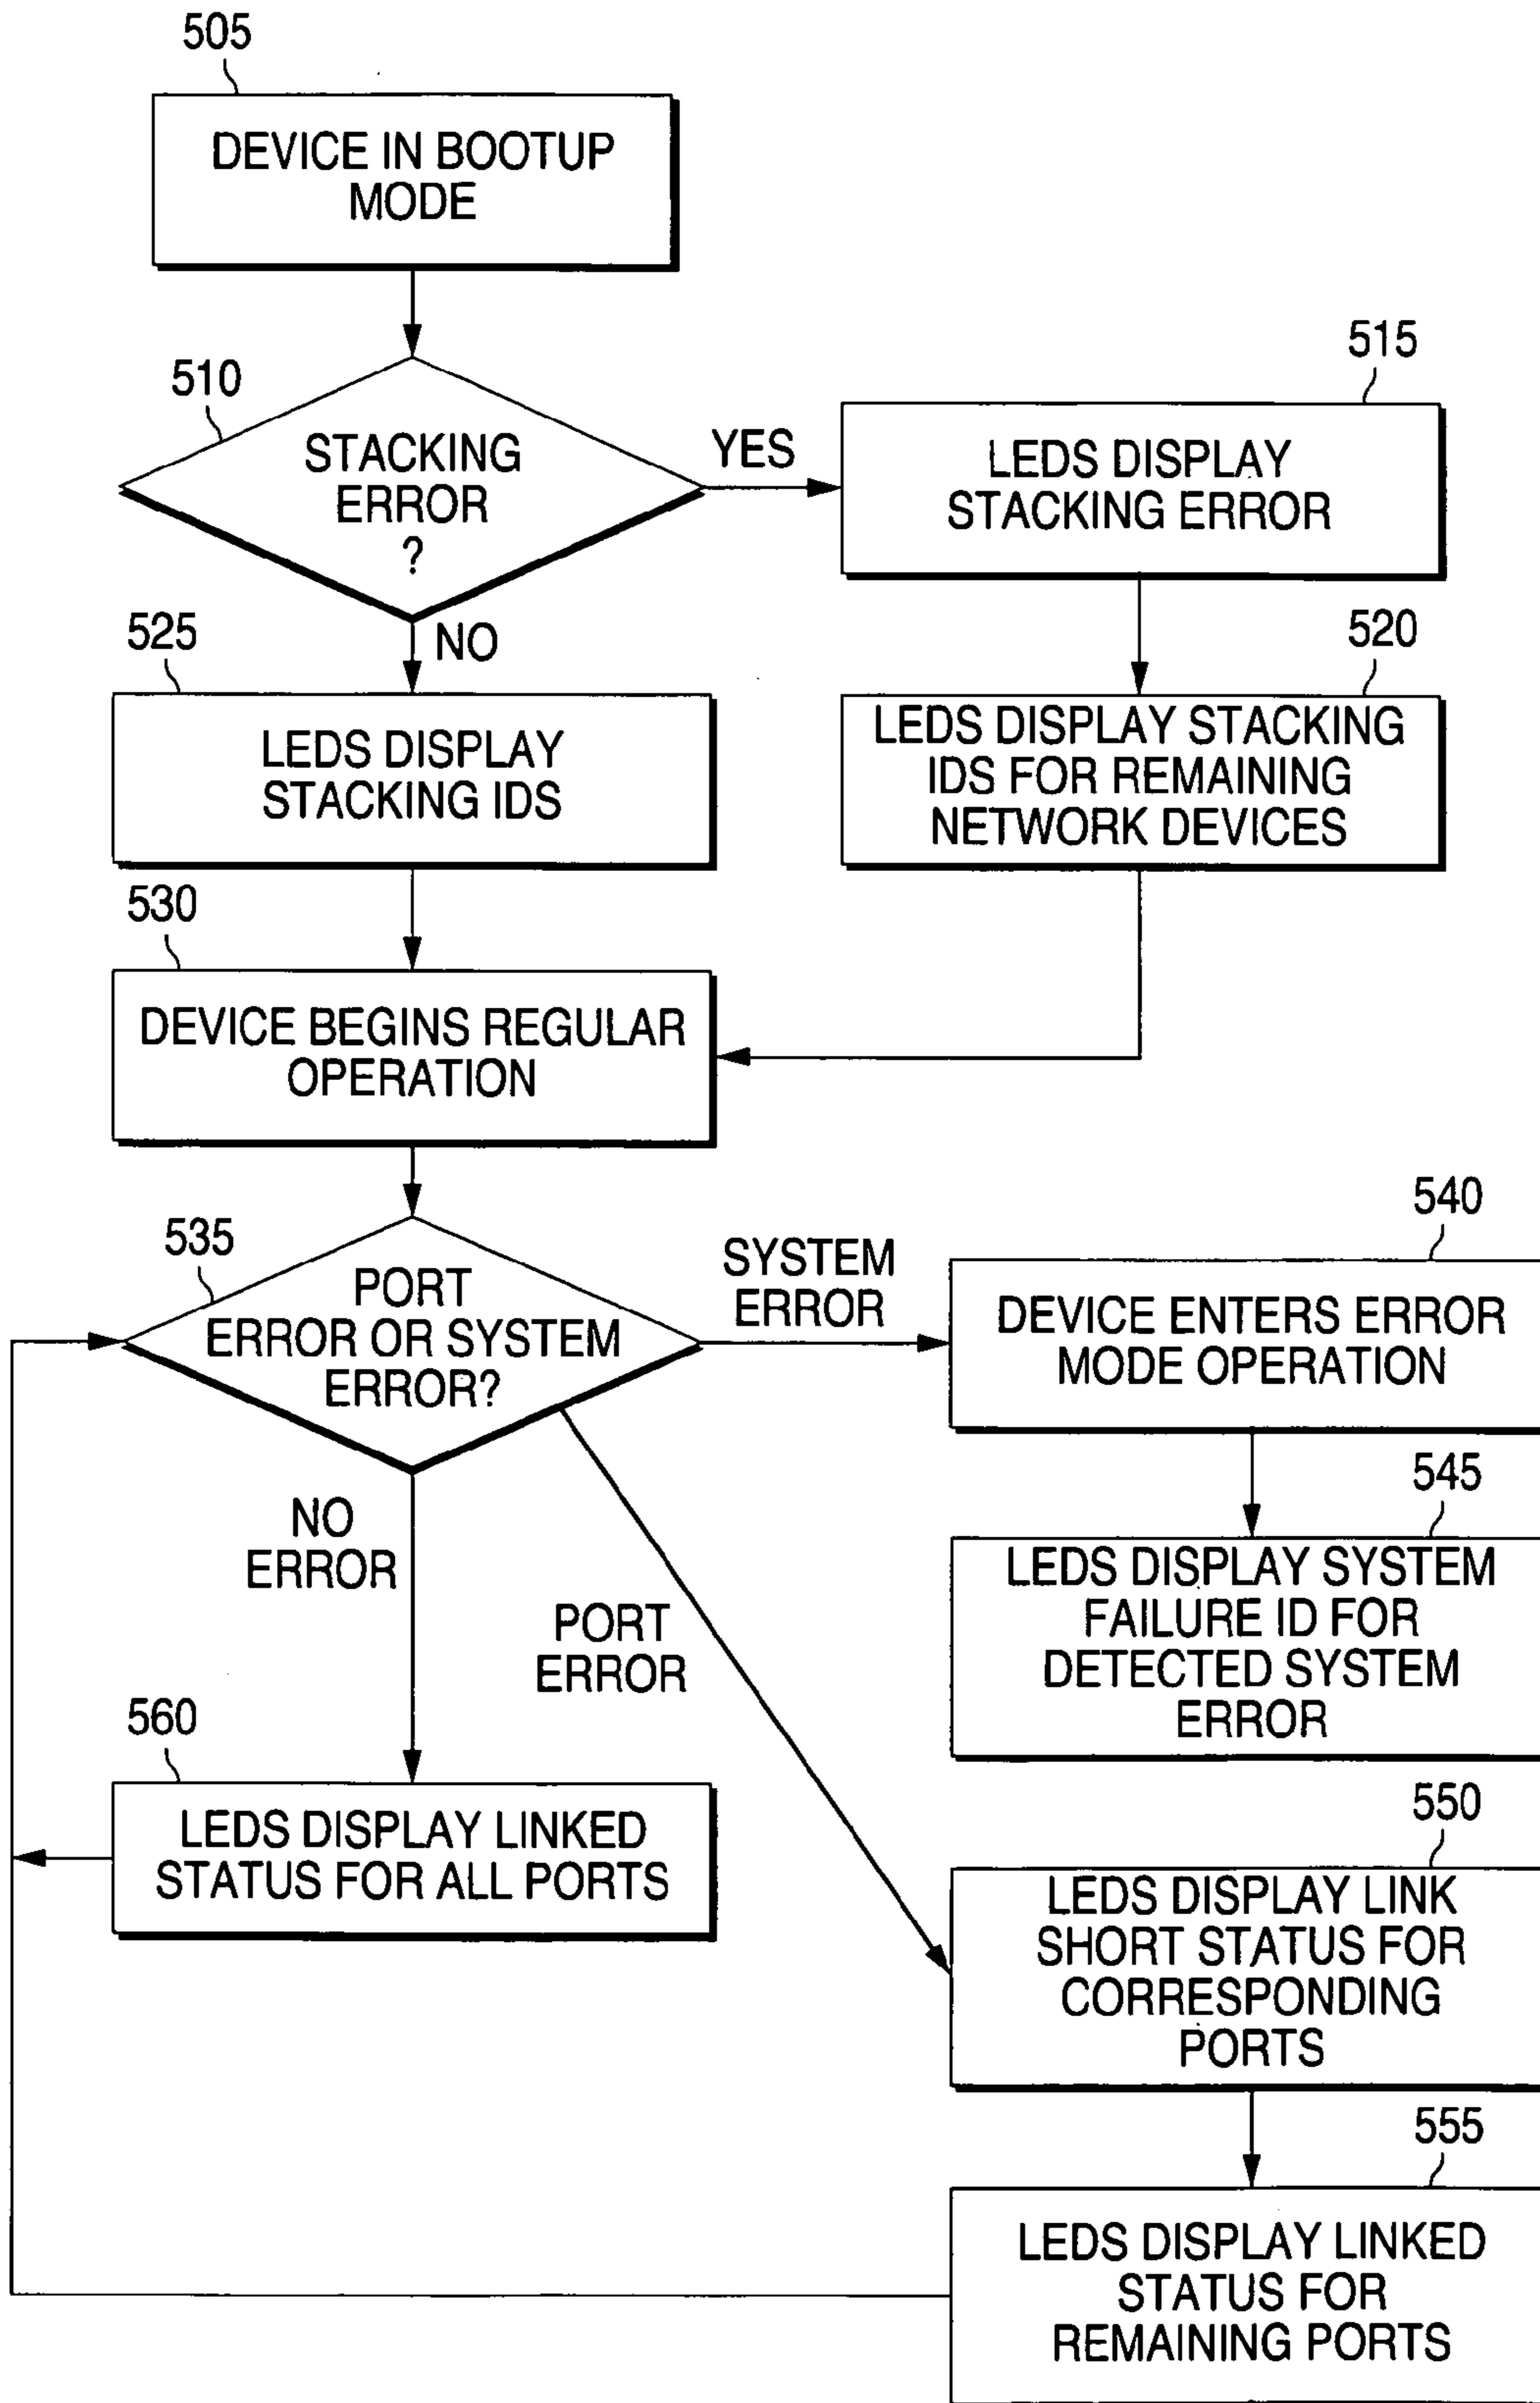 505
DEVICE IN BOOTUP
MODE
510
STACKING
ERROR
?
YES
515
LEDS DISPLAY
STACKING ERROR
NO
525
LEDS DISPLAY
STACKING IDS
520
LEDS DISPLAY STACKING
IDS FOR REMAINING
NETWORK DEVICES
530
DEVICE BEGINS REGULAR
OPERATION
535
PORT
ERROR OR SYSTEM
ERROR?
SYSTEM
ERROR
540
DEVICE ENTERS ERROR
MODE OPERATION
545
LEDS DISPLAY SYSTEM
FAILURE ID FOR
DETECTED SYSTEM
ERROR
NO
ERROR
PORT
ERROR
560
LEDS DISPLAY LINKED
STATUS FOR ALL PORTS
550
LEDS DISPLAY LINK
SHORT STATUS FOR
CORRESPONDING
PORTS
555
LEDS DISPLAY LINKED
STATUS FOR
REMAINING PORTS